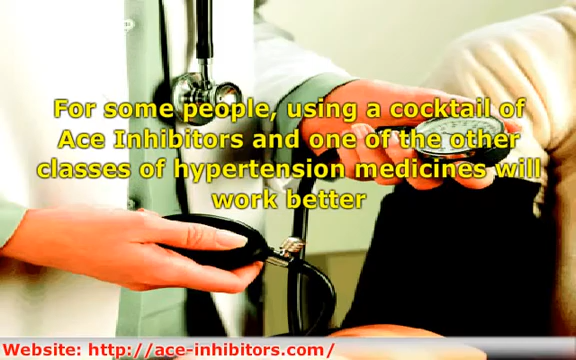 For some people, using a cocktail of
Ace Inhibitors and one of the other
classes of hypertension medicines will
work better
Website: http://ace-inhibitors.com/